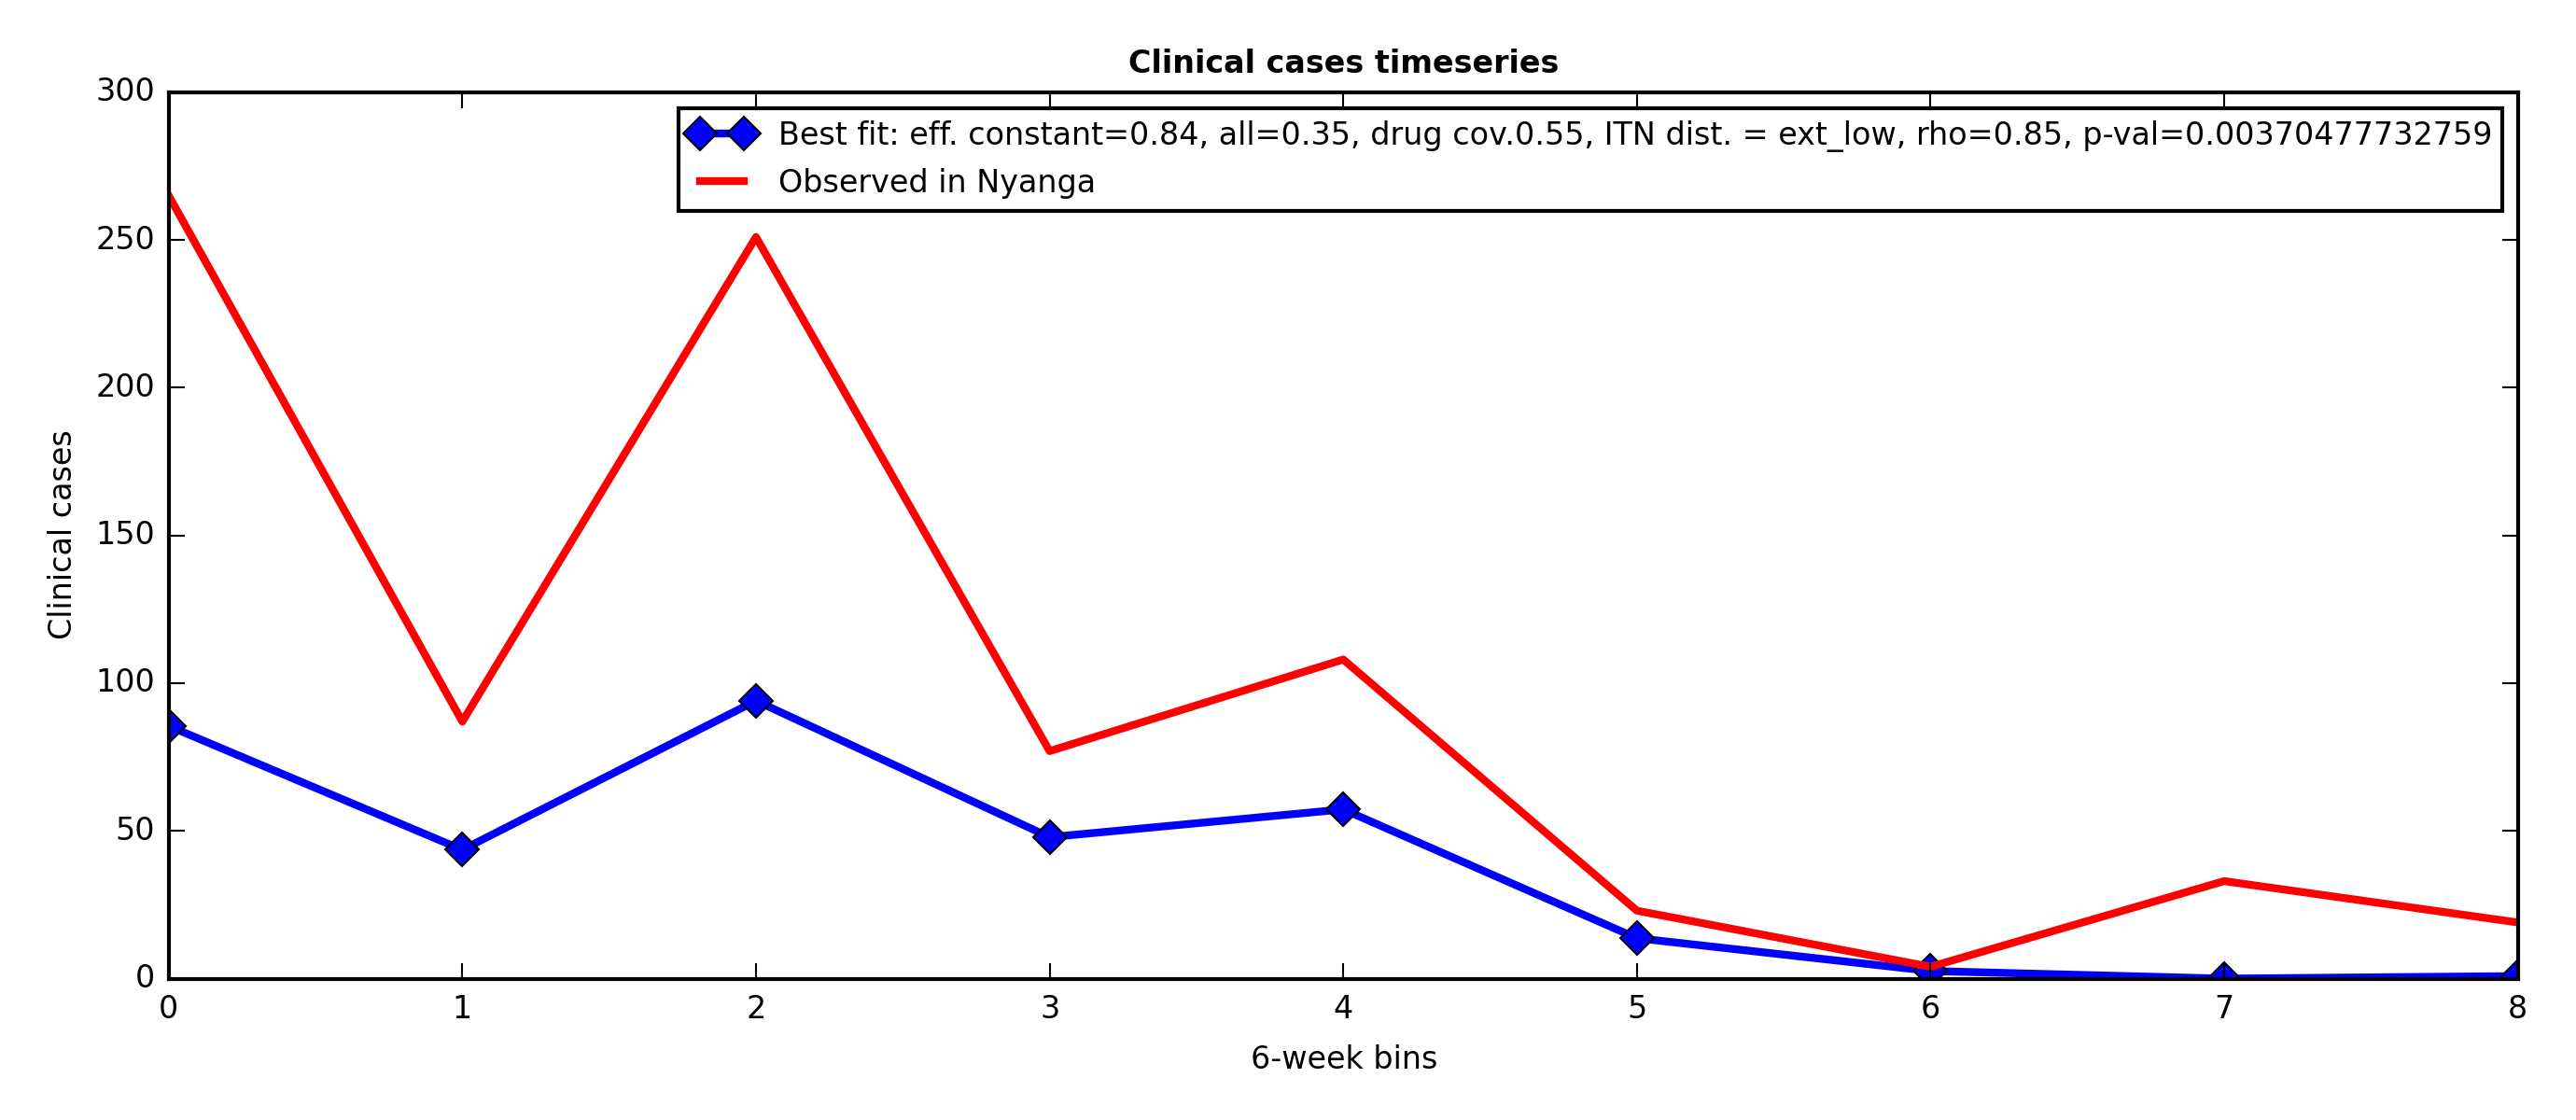 Clinical cases timeseries
300
250
200
150
100
50
0
Clinical cases
Best fit: eff. constant=0.84, all=0.35, drug cov.0.55, ITN dist. = ext_low, rho=0.85, p-val=0.00370477732759
Observed in Nyanga
0 1 2 3 4 5 6 7 8
6-week bins